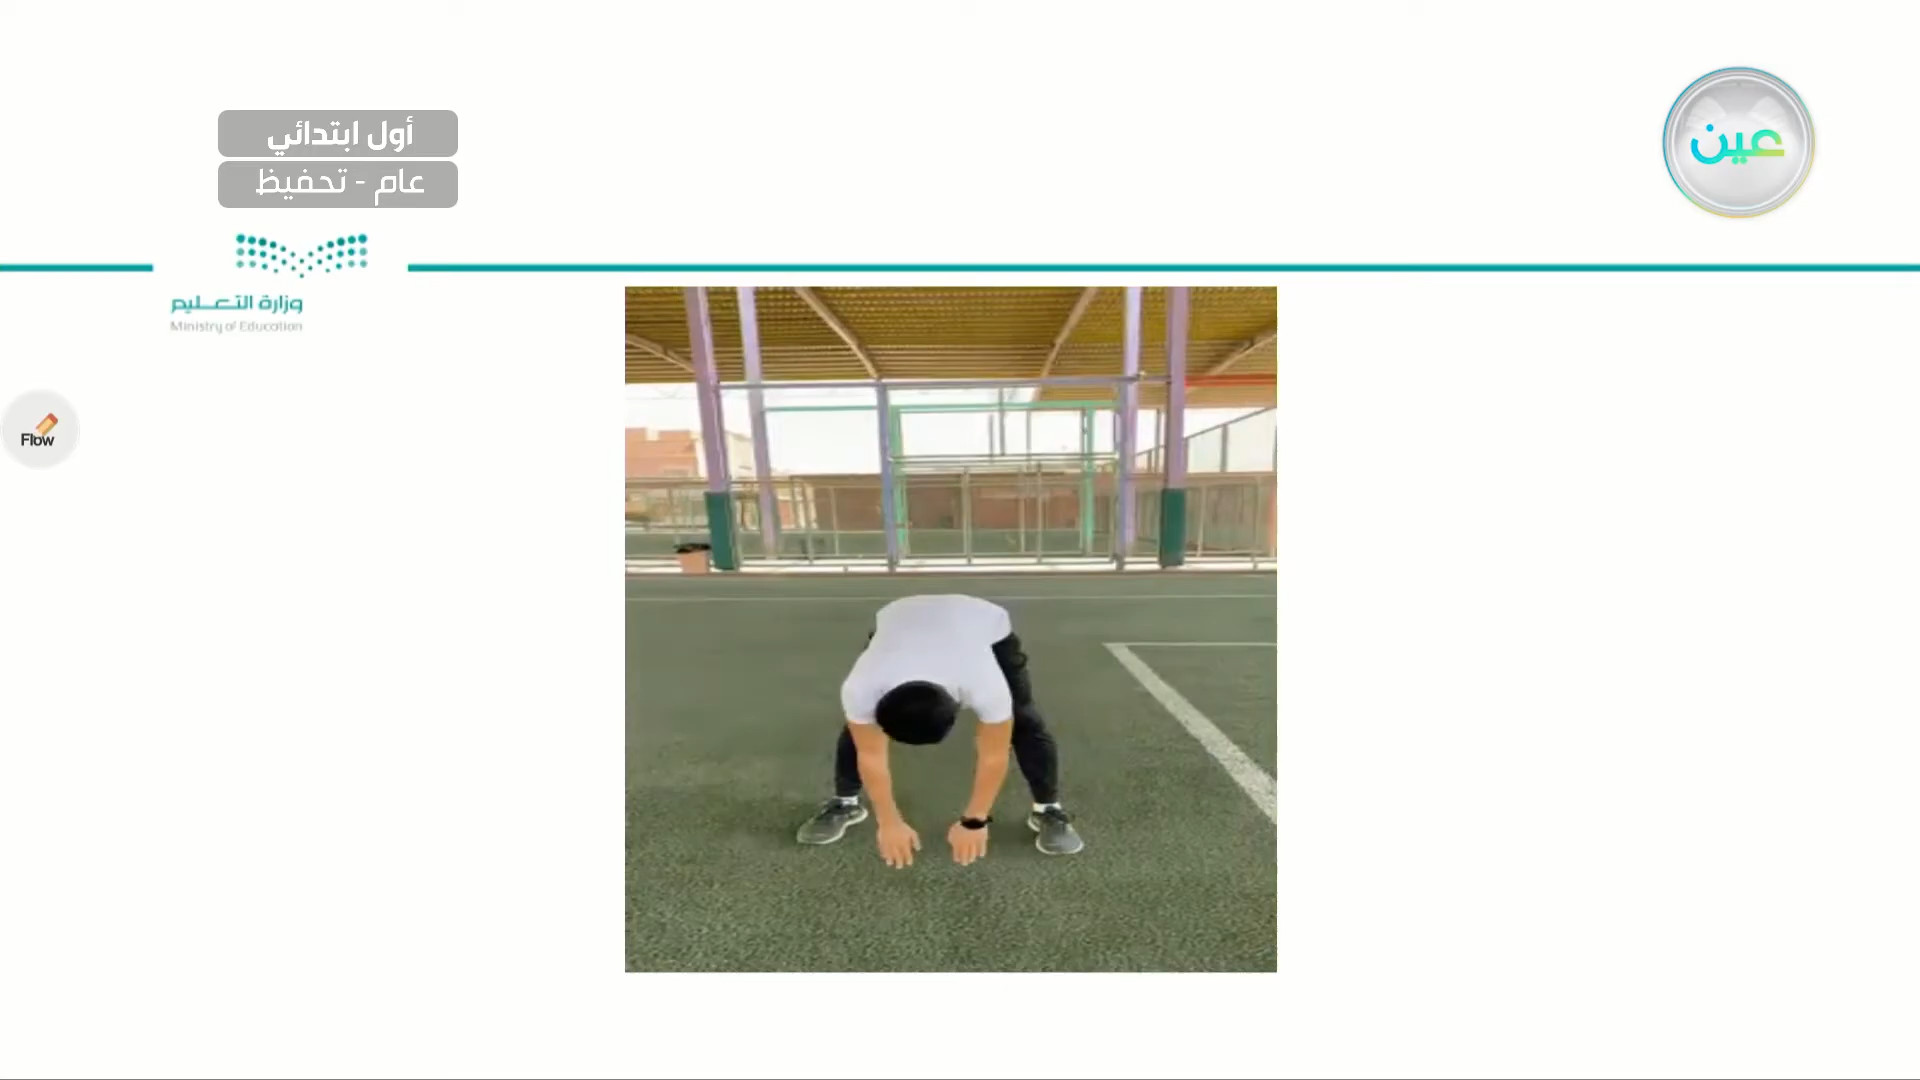 أول ابتدائي
عام - تحفيظ
عين
وزارة التعليم
Ministry of Education
Flow